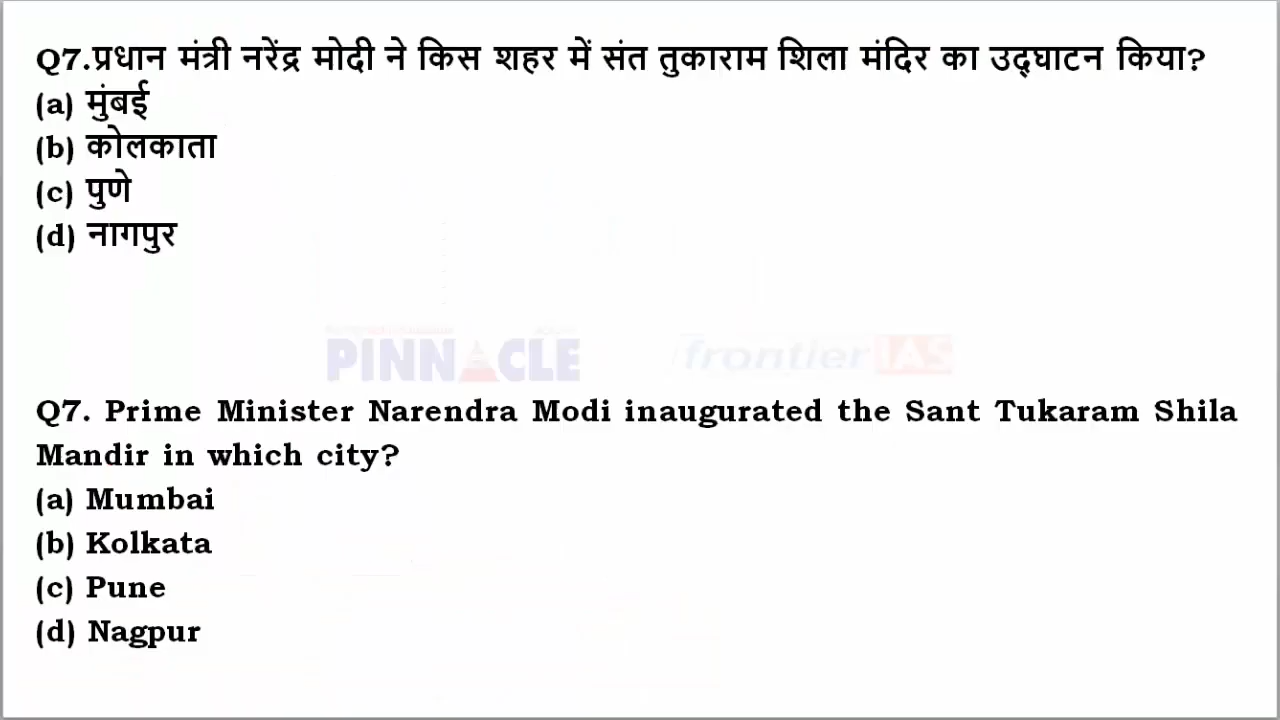 Q7.प्रधान मंत्री नरेंद्र मोदी ने किस शहर में संत तुकाराम शिला मंदिर का उद्घाटन किया?
(a) मुंबई
(b) कोलकाता
(c) पुणे
(d) नागपुर
PINNACLE frontier IAS
Q7. Prime Minister Narendra Modi inaugurated the Sant Tukaram Shila
Mandir in which city?
(a) Mumbai
(b) Kolkata
(c) Pune
(d) Nagpur